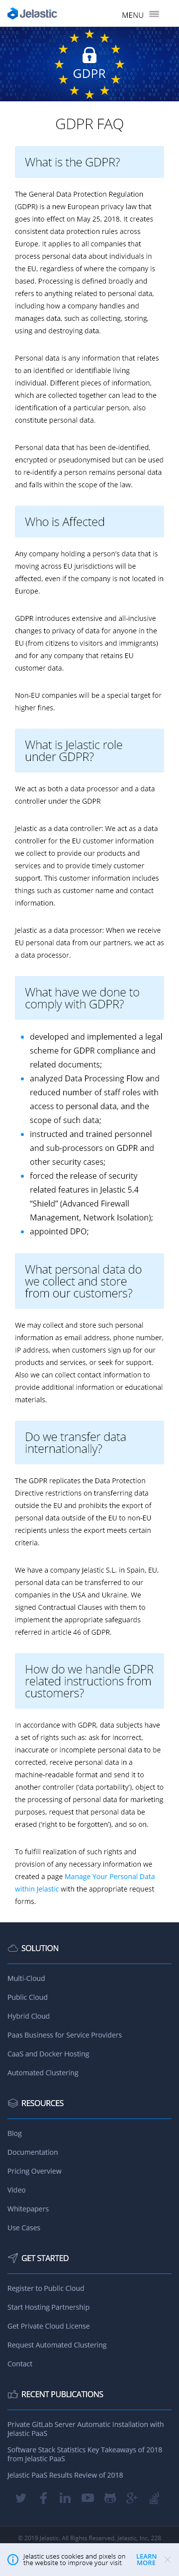 Jelastic
MENU
GDPR
GDPR FAQ
What is the GDPR?
The General Data Protection Regulation
(GDPR) is a new European privacy law that
goes into effect on May 25, 2018. It creates
consistent data protection rules across
Europe. It applies to all companies that
process personal data about individuals in
the EU, regardless of where the company is
based. Processing is defined broadly and
refers to anything related to personal data,
including how a company handles and
manages data, such as collecting, storing,
using and destroying data.
Personal data is any information that relates
to an identified or identifiable living
individual. Different pieces of information,
which are collected together can lead to the
identification of a particular person, also
constitute personal data.
Personal data that has been de-identified,
encrypted or pseudonymised but can be used
to re-identify a person remains personal data
and falls within the scope of the law.
Who is Affected
Any company holding a person's data that is
moving across EU jurisdictions will be
affected, even if the company is not located in
Europe.
GDPR introduces extensive and all-inclusive
changes to privacy of data for anyone in the
EU (from citizens to visitors and immigrants)
and for any company that retains EU
customer data.
Non-EU companies will be a special target for
higher fines.
What is Jelastic role
under GDPR?
We act as both a data processor and a data
controller under the GDPR
Jelastic as a data controller: We act as a data
controller for the EU customer information
we collect to provide our products and
services and to provide timely customer
support. This customer information includes
things such as customer name and contact
information.
Jelastic as a data processor: When we receive
EU personal data from our partners, we act as
a data processor.
What have we done to
comply with GDPR?
developed and implemented a legal
scheme for GDPR compliance and
related documents;
analyzed Data Processing Flow and
reduced number of staff roles with
access to personal data, and the
scope of such data;
instructed and trained personnel
and sub-processors on GDPR and
other security cases;
forced the release of security
related features in Jelastic 5.4
“Shield” (Advanced Firewall
Management, Network Isolation);
appointed DPO;
What personal data do
we collect and store
from our customers?
We may collect and store such personal
information as email address, phone number,
IP address, when customers sign up for our
products and services, or seek for support.
Also we can collect contact information to
provide additional information or educational
materials.
Do we transfer data
internationally?
The GDPR replicates the Data Protection
Directive restrictions on transferring data
outside the EU and prohibits the export of
personal data outside of the EU to non-EU
recipients unless the export meets certain
criteria.
We have a company Jelastic S.L. in Spain, EU,
personal data can be transferred to our
companies in the USA and Ukraine. We
signed Contractual Clauses with them to
implement the appropriate safeguards
referred in article 46 of GDPR.
How do we handle GDPR
related instructions from
customers?
In accordance with GDPR, data subjects have
a set of rights such as: ask for incorrect,
inaccurate or incomplete personal data to be
corrected, receive personal data in a
machine-readable format and send it to
another controller (‘data portability’), object to
the processing of personal data for marketing
purposes, request that personal data be
erased (‘right to be forgotten’), and so on.
To fulfill realization of such rights and
provision of any necessary information we
created a page Manage Your Personal Data
within Jelastic with the appropriate request
forms.
SOLUTION
Multi-Cloud
Public Cloud
Hybrid Cloud
Paas Business for Service Providers
CaaS and Docker Hosting
Automated Clustering
RESOURCES
Blog
Documentation
Pricing Overview
Video
Whitepapers
Use Cases
GET STARTED
Register to Public Cloud
Start Hosting Partnership
Get Private Cloud License
Request Automated Clustering
Contact
RECENT PUBLICATIONS
Private GitLab Server Automatic Installation with
Jelastic PaaS
Software Stack Statistics Key Takeaways of 2018
from Jelastic PaaS
Jelastic PaaS Results Review of 2018
© 2019 Jelastic. All Rights Reserved. Jelastic, Inc. 228
Jelastic uses cookies and pixels on
the website to improve your visit
LEARN
MORE